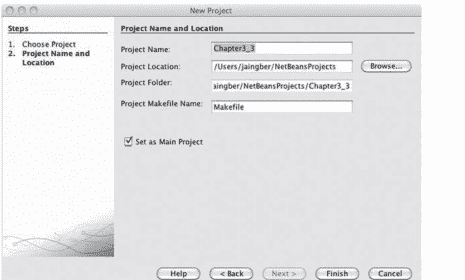 New Project
Steps
1. Choose Project
2. Project Name and
Location
Project Name and Location
Project Name: Chapter3_3
Project Location: /Users/jaingber/NetBeansProjects Browse...
Project Folder: aingber/NetBeansProjects/Chapter3_3
Project Makefile Name: Makefile
Set as Main Project
Help < Back Next > Finish Cancel